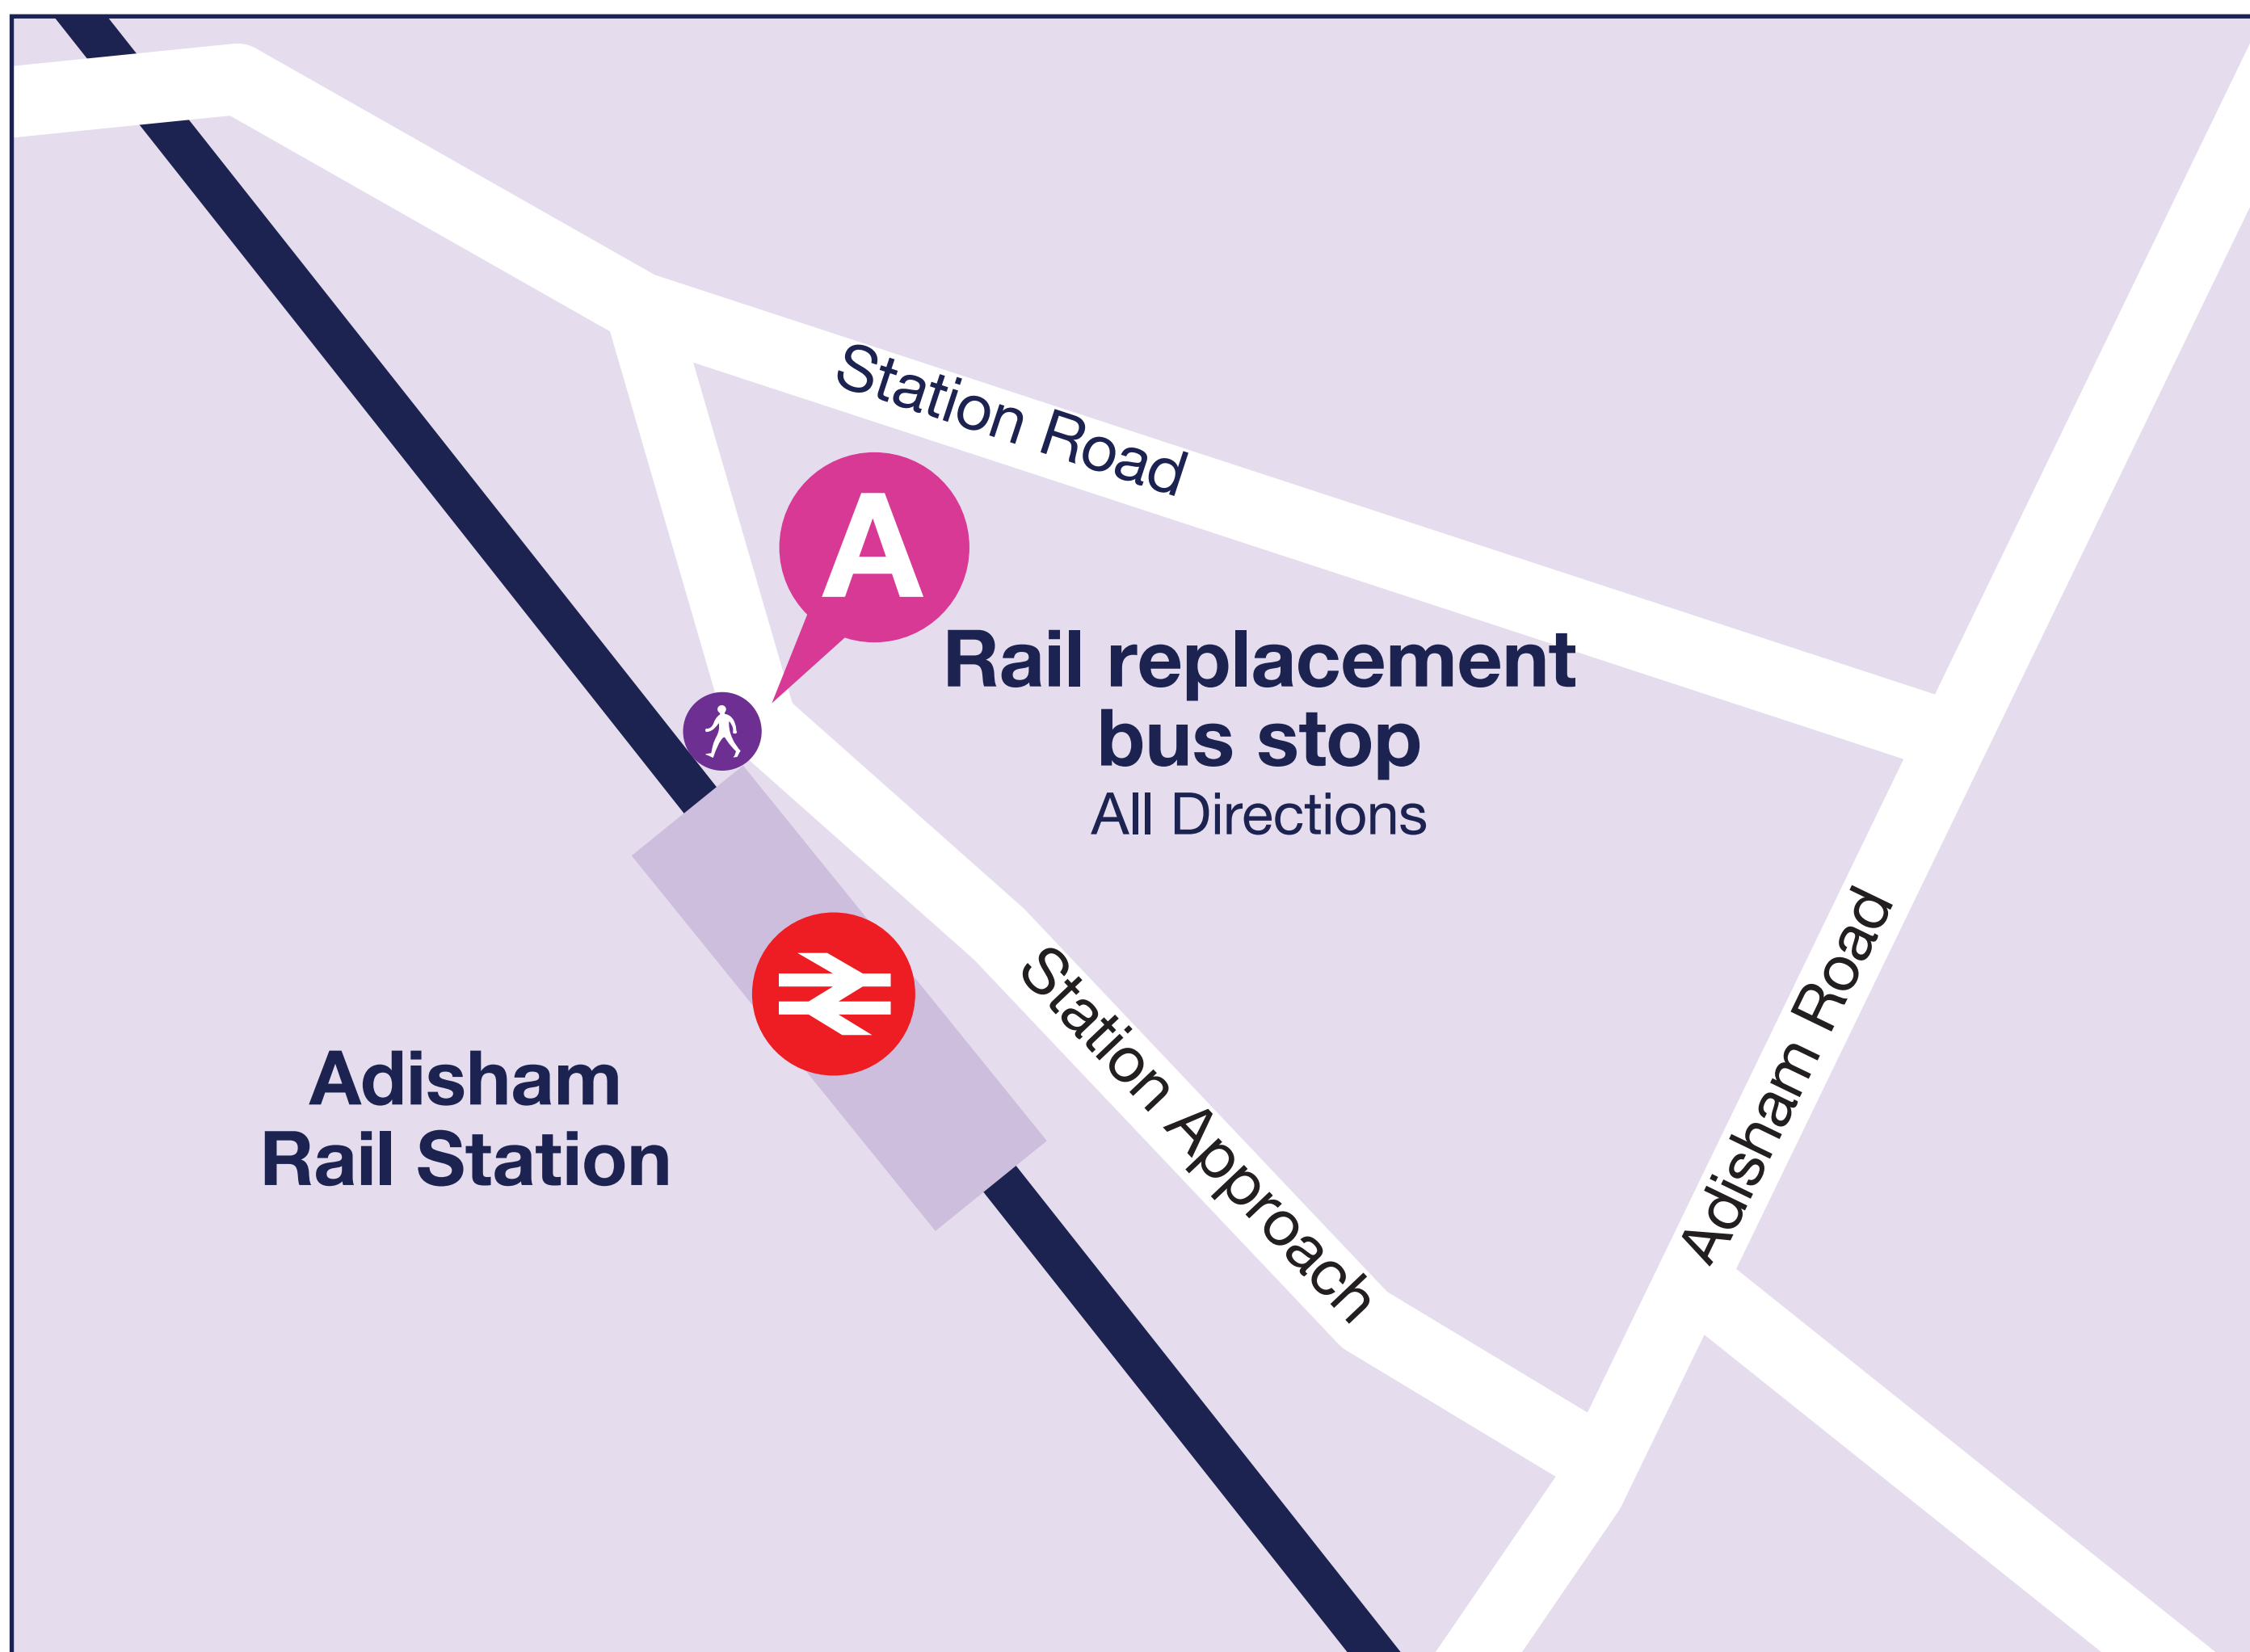 Station Road
A
Rail replacement
bus stop
All Directions
Station Approach
Adisham Road
Adisham
Rail Station